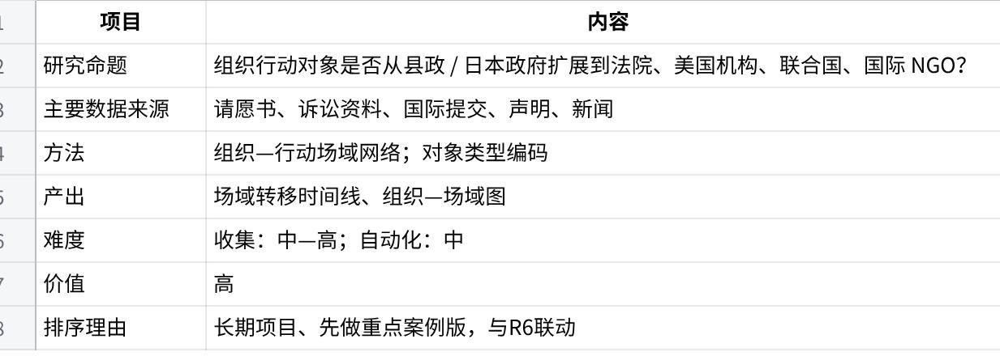 1 项目 内容
2 研究命题 组织行动对象是否从县政 / 日本政府扩展到法院、美国机构、联合国、国际 NGO？
3 主要数据来源 请愿书、诉讼资料、国际提交、声明、新闻
4 方法 组织—行动场域网络；对象类型编码
5 产出 场域转移时间线、组织—场域图
6 难度 收集：中—高；自动化：中
7 价值 高
8 排序理由 长期项目、先做重点案例版，与R6联动